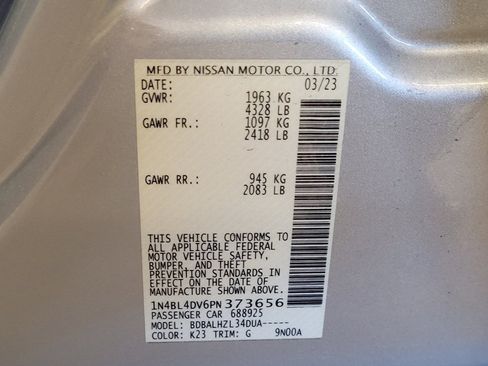 MFD BY NISSAN MOTOR CO., LTD.
DATE: 03/23
GVWR: 1963 KG
4328 LB
GAWR FR.: 1097 KG
2418 LB
GAWR RR.: 945 KG
2083 LB
THIS VEHICLE CONFORMS TO
ALL APPLICABLE FEDERAL
MOTOR VEHICLE SAFETY,
BUMPER, AND THEFT
PREVENTION STANDARDS IN
EFFECT ON THE DATE OF
MANUFACTURE SHOWN ABOVE.
1N4BL4DV6PN373656
PASSENGER CAR 688925
MODEL: BDBALHZL34DUA-----
COLOR: K23 TRIM: G 9N00A